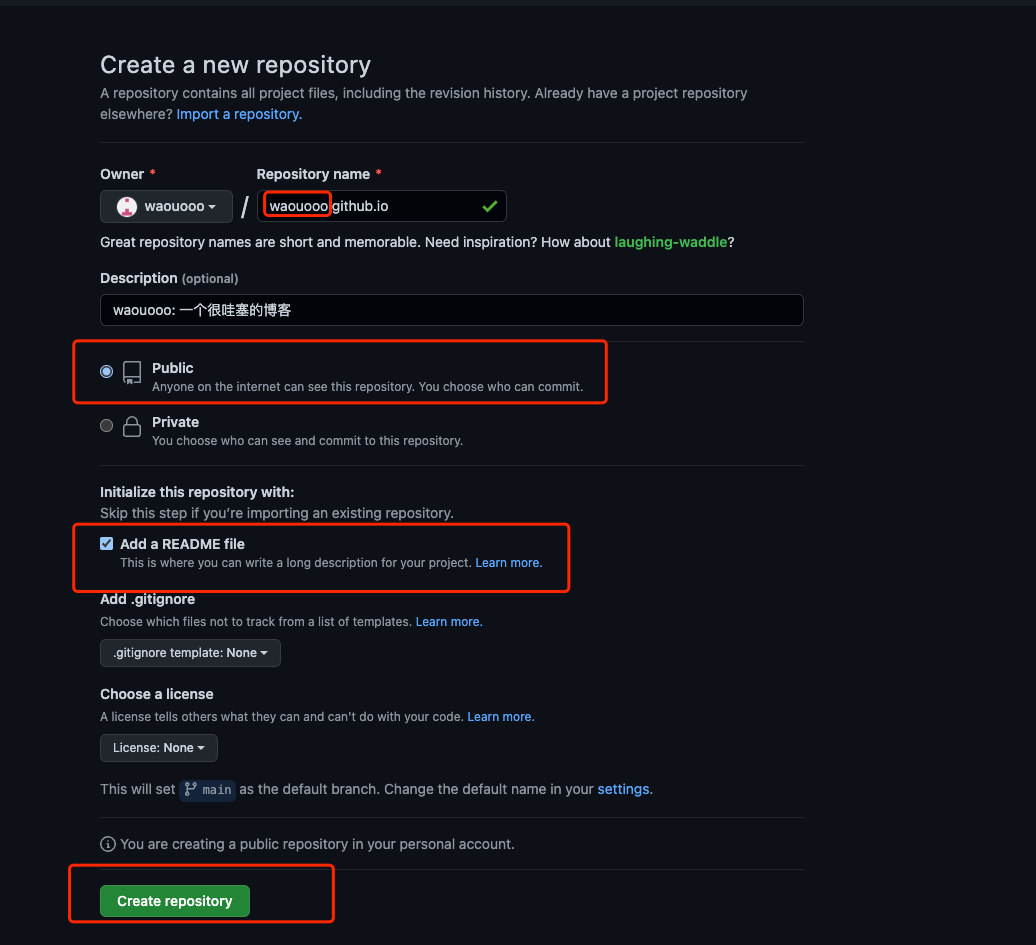 Create a new repository
A repository contains all project files, including the revision history. Already have a project repository
elsewhere? Import a repository.
Owner *
Repository name *
waouooo
/
waouooo.github.io
Great repository names are short and memorable. Need inspiration? How about laughing-waddle?
Description (optional)
waouooo: 一个很哇塞的博客
Public
Anyone on the internet can see this repository. You choose who can commit.
Private
You choose who can see and commit to this repository.
Initialize this repository with:
Skip this step if you’re importing an existing repository.
Add a README file
This is where you can write a long description for your project. Learn more.
Add .gitignore
Choose which files not to track from a list of templates. Learn more.
.gitignore template: None
Choose a license
A license tells others what they can and can't do with your code. Learn more.
License: None
This will set main as the default branch. Change the default name in your settings.
You are creating a public repository in your personal account.
Create repository